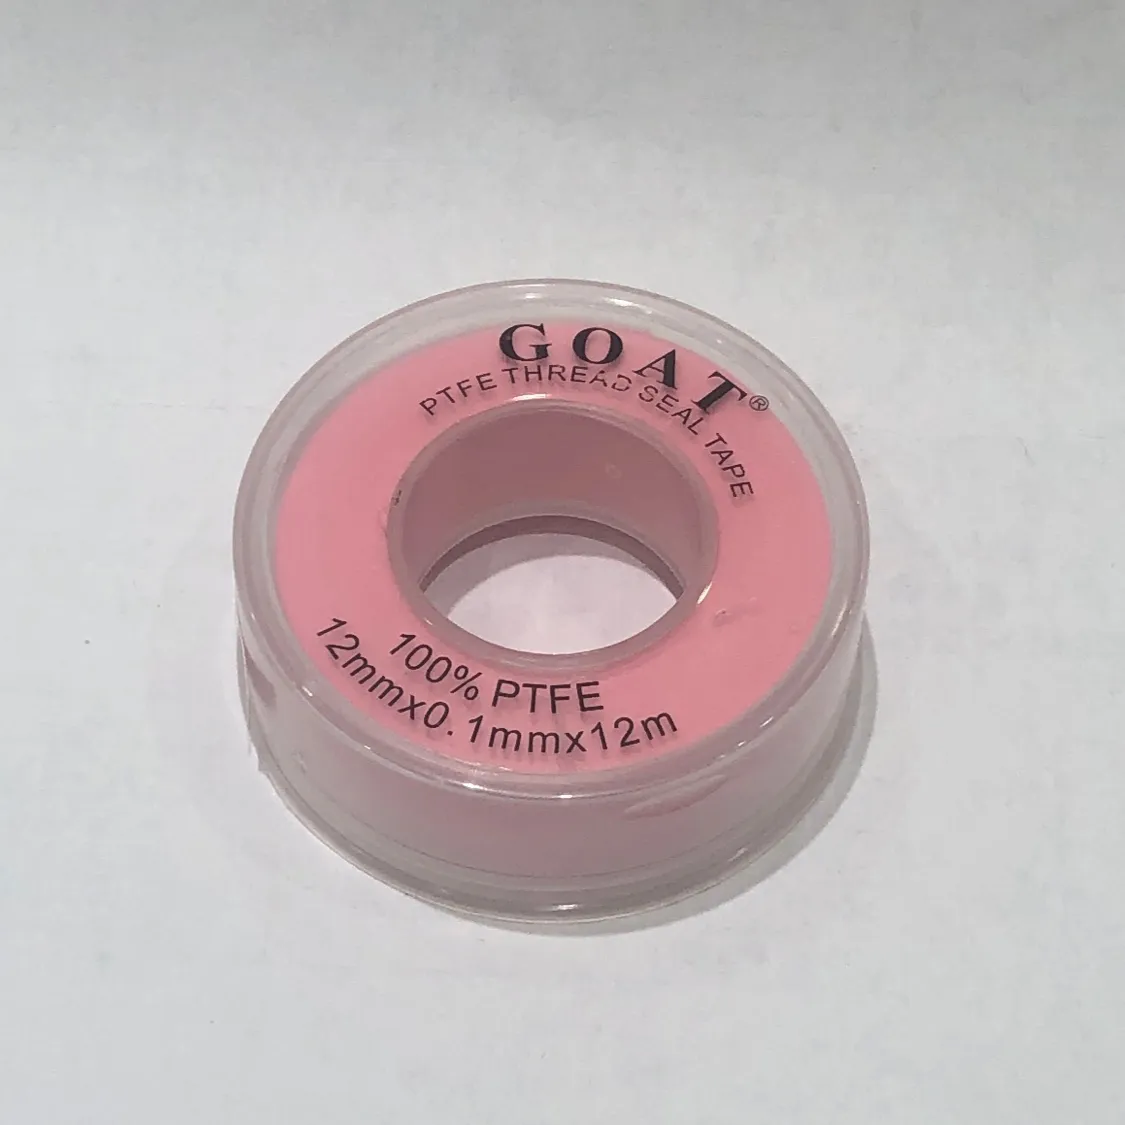 GOAT®
PTFE THREAD SEAL TAPE
100% PTFE
12mmx0.1mmx12m